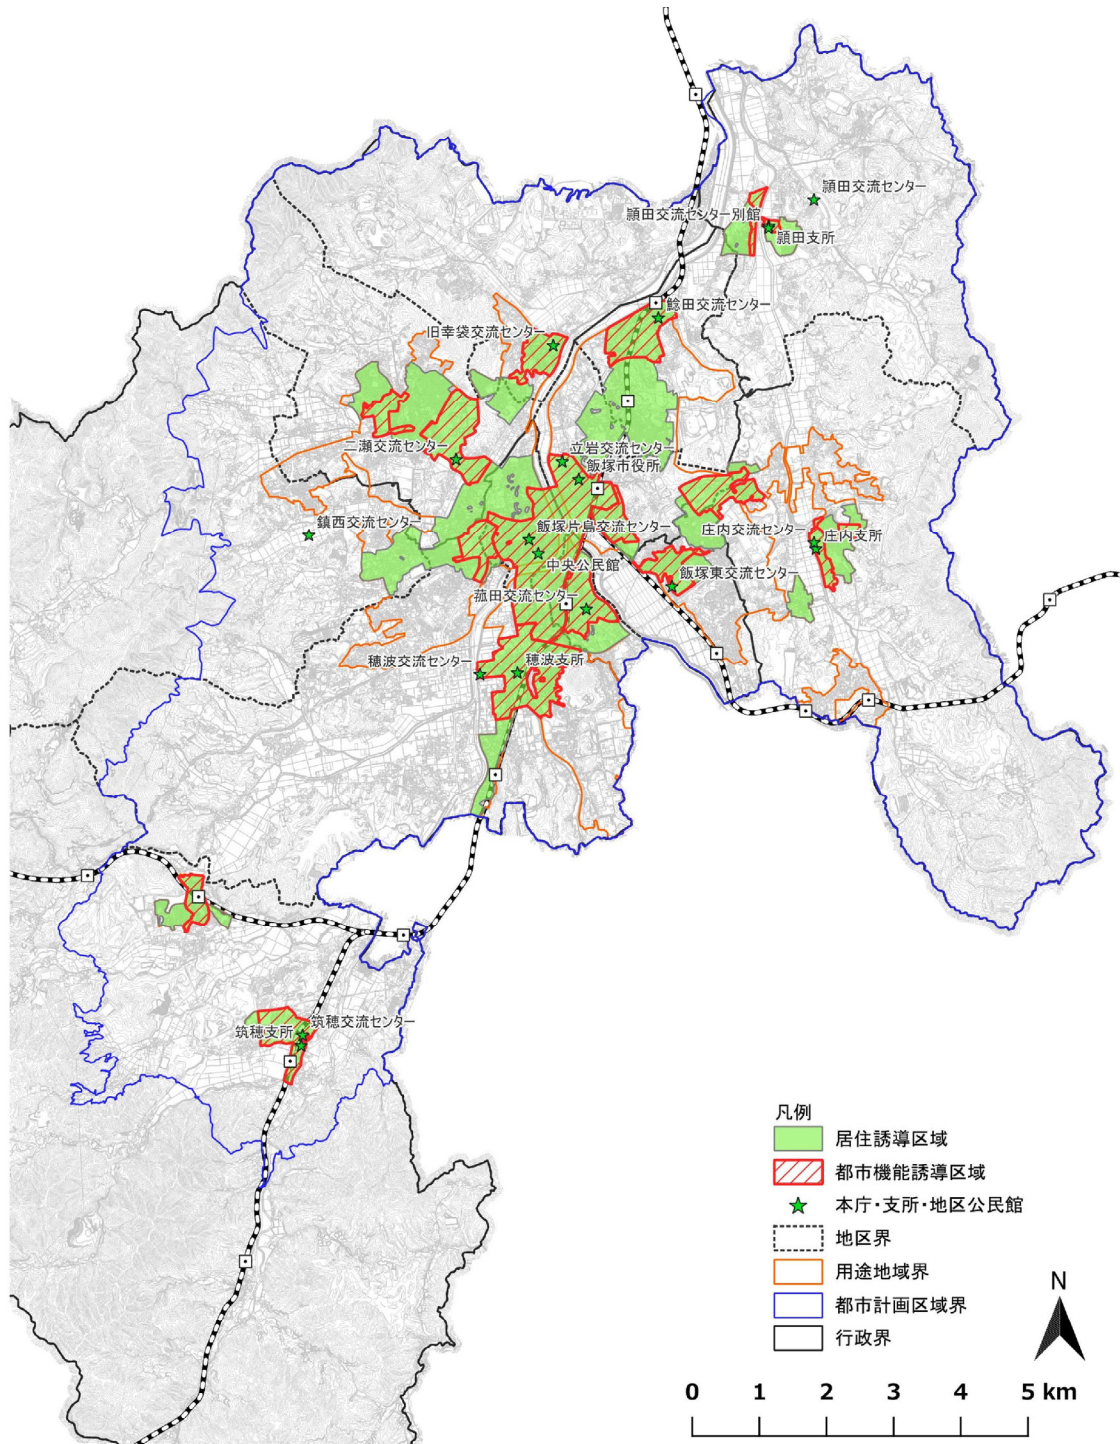 頴田交流センター
頴田交流センター別館
頴田支所
鯰田交流センター
旧幸袋交流センター
二瀬交流センター
立岩交流センター
飯塚市役所
鎮西交流センター
飯塚片島交流センター
庄内交流センター
庄内支所
中央公民館
飯塚東交流センター
菰田交流センター
穂波交流センター
穂波支所
筑穂交流センター
筑穂支所
凡例
居住誘導区域
都市機能誘導区域
本庁・支所・地区公民館
地区界
用途地域界
都市計画区域界
行政界
N
0 1 2 3 4 5 km